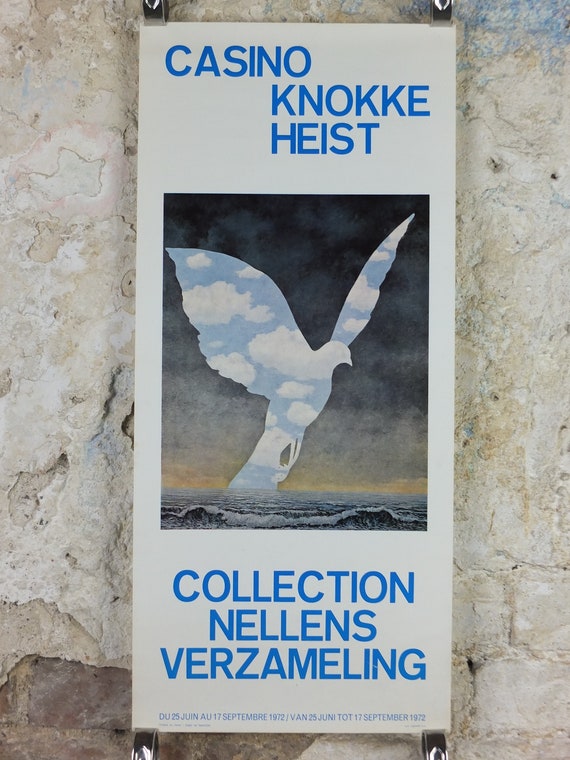 CASINO
KNOKKE
HEIST
COLLECTION
NELLENS
VERZAMELING
DU 25 JUIN AU 17 SEPTEMBRE 1972 / VAN 25 JUNI TOT 17 SEPTEMBER 1972